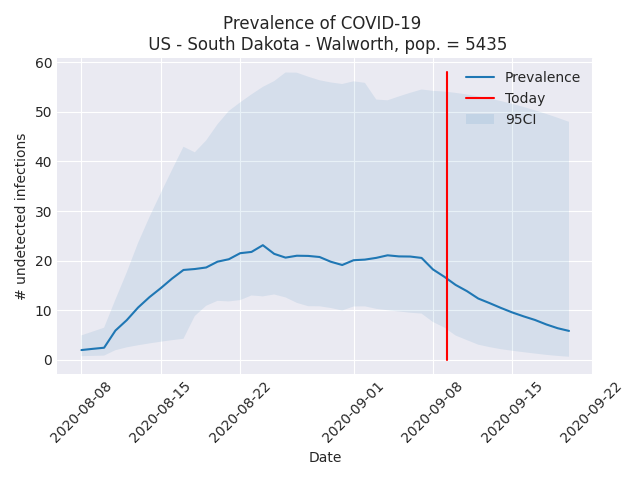 Prevalence of COVID-19
US - South Dakota - Walworth, pop. = 5435
60
50
40
30
20
10
0
# undetected infections
Prevalence
Today
95CI
2020-08-08
2020-08-15
2020-08-22
2020-09-01
2020-09-08
2020-09-15
2020-09-22
Date